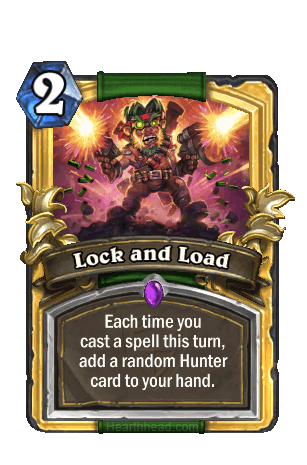 2
Lock and Load
Each time you
cast a spell this turn,
add a random Hunter
card to your hand.
Hearthhead.com